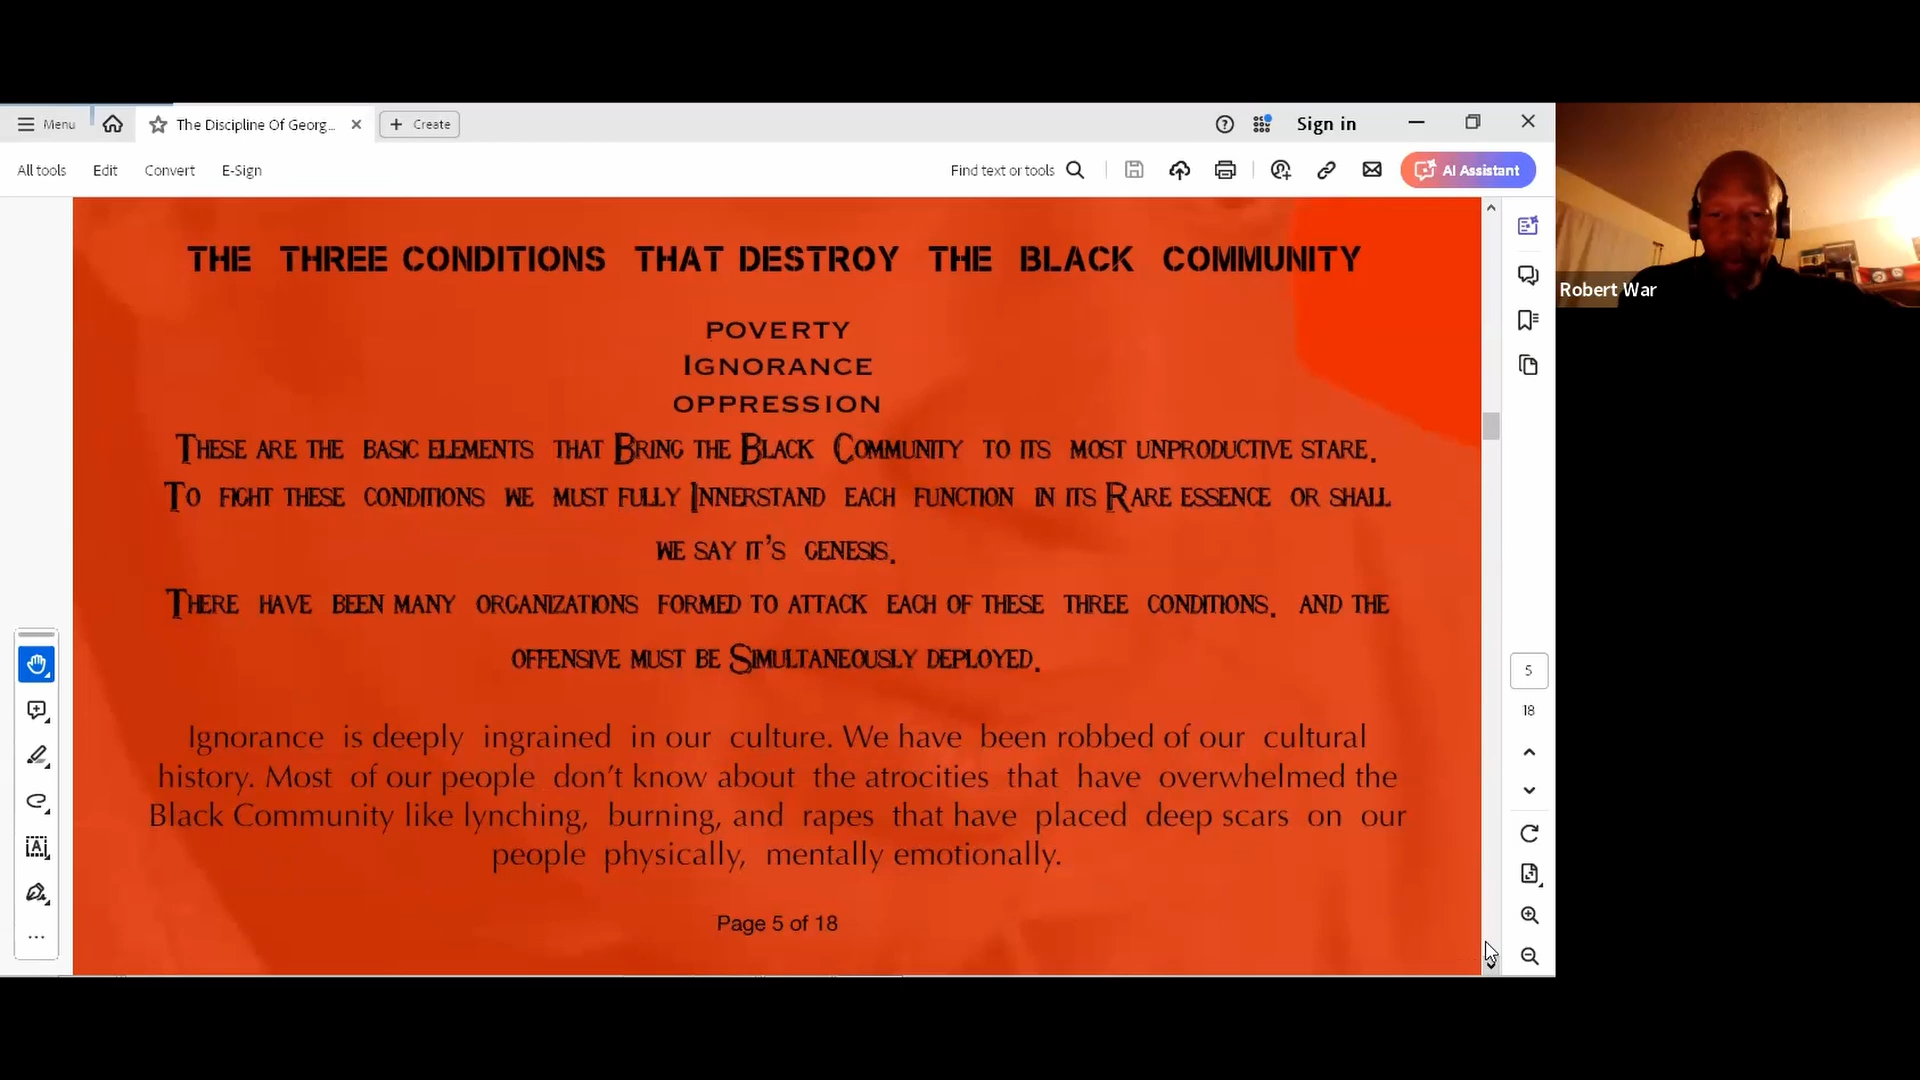 Menu
The Discipline Of Georg...
Create
Sign in
All tools
Edit
Convert
E-Sign
Find text or tools
AI Assistant
THE THREE CONDITIONS THAT DESTROY THE BLACK COMMUNITY
POVERTY
IGNORANCE
OPPRESSION
THESE ARE THE BASIC ELEMENTS THAT BRING THE BLACK COMMUNITY TO ITS MOST UNPRODUCTIVE STARE.
TO FIGHT THESE CONDITIONS WE MUST FULLY INNERSTAND EACH FUNCTION IN ITS RARE ESSENCE OR SHALL
WE SAY IT'S GENESIS.
THERE HAVE BEEN MANY ORGANIZATIONS FORMED TO ATTACK EACH OF THESE THREE CONDITIONS. AND THE
OFFENSIVE MUST BE SIMULTANEOUSLY DEPLOYED.
Ignorance is deeply ingrained in our culture. We have been robbed of our cultural
history. Most of our people don't know about the atrocities that have overwhelmed the
Black Community like lynching, burning, and rapes that have placed deep scars on our
people physically, mentally emotionally.
Page 5 of 18
5
18
Robert War